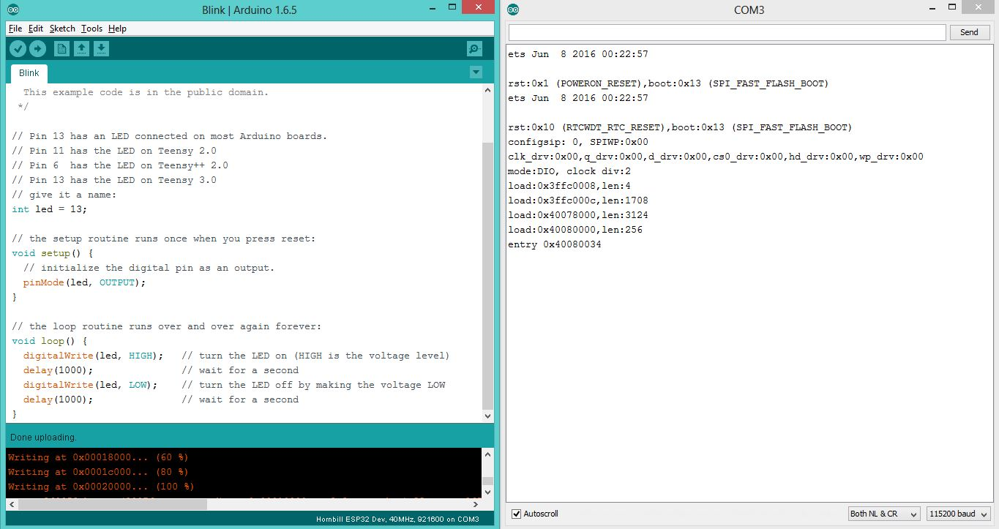 Blink | Arduino 1.6.5
File Edit Sketch Tools Help
Blink
This example code is in the public domain.
*/
// Pin 13 has an LED connected on most Arduino boards.
// Pin 11 has the LED on Teensy 2.0
// Pin 6  has the LED on Teensy++ 2.0
// Pin 13 has the LED on Teensy 3.0
// give it a name:
int led = 13;
// the setup routine runs once when you press reset:
void setup() {
// initialize the digital pin as an output.
pinMode(led, OUTPUT);
}
// the loop routine runs over and over again forever:
void loop() {
digitalWrite(led, HIGH);   // turn the LED on (HIGH is the voltage level)
delay(1000);               // wait for a second
digitalWrite(led, LOW);    // turn the LED off by making the voltage LOW
delay(1000);               // wait for a second
}
Done uploading.
Writing at 0x00018000... (60 %)
Writing at 0x0001c000... (80 %)
Writing at 0x00020000... (100 %)
Hornbill ESP32 Dev, 40MHz, 921600 on COM3
COM3
Send
ets Jun  8 2016 00:22:57
rst:0x1 (POWERON_RESET),boot:0x13 (SPI_FAST_FLASH_BOOT)
ets Jun  8 2016 00:22:57
rst:0x10 (RTCWDT_RTC_RESET),boot:0x13 (SPI_FAST_FLASH_BOOT)
configsip: 0, SPIWP:0x00
clk_drv:0x00,q_drv:0x00,d_drv:0x00,cs0_drv:0x00,hd_drv:0x00,wp_drv:0x00
mode:DIO, clock div:2
load:0x3ffc0008,len:4
load:0x3ffc000c,len:1708
load:0x40078000,len:3124
load:0x40080000,len:256
entry 0x40080034
Autoscroll
Both NL & CR
115200 baud